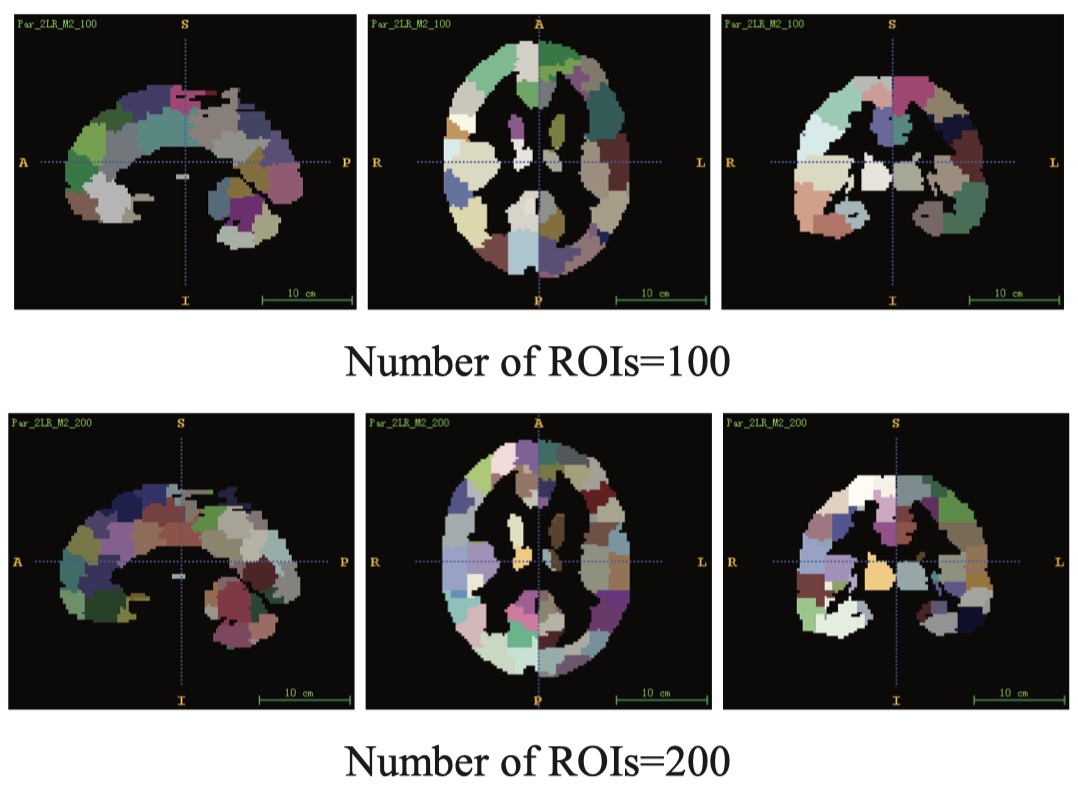 Par_2LR_M2_100 Par_2LR_M2_100 Par_2LR_M2_100
S A S
A P R L R L
10 cm 10 cm 10 cm
I P I
Number of ROIs=100
Par_2LR_M2_200 Par_2LR_M2_200 Par_2LR_M2_200
S A S
A P R L R L
10 cm 10 cm 10 cm
I P I
Number of ROIs=200